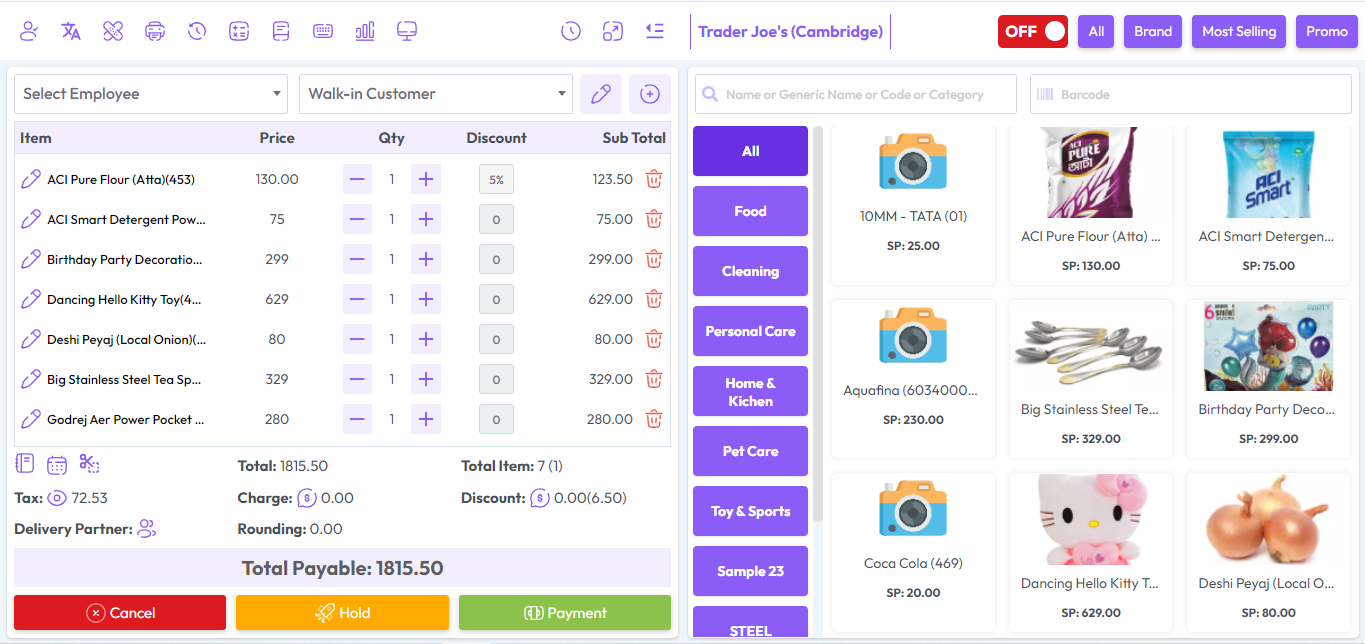 Trader Joe's (Cambridge)
OFF
All
Brand
Most Selling
Promo
Select Employee
Walk-in Customer
Item Price Qty Discount Sub Total
ACI Pure Flour (Atta)(453) 130.00 1 5% 123.50
ACI Smart Detergent Pow... 75 1 0 75.00
Birthday Party Decoratio... 299 1 0 299.00
Dancing Hello Kitty Toy(4... 629 1 0 629.00
Deshi Peyaj (Local Onion)(... 80 1 0 80.00
Big Stainless Steel Tea Sp... 329 1 0 329.00
Godrej Aer Power Pocket ... 280 1 0 280.00
Total: 1815.50 Total Item: 7 (1)
Tax: 72.53 Charge: 0.00 Discount: 0.00(6.50)
Delivery Partner: Rounding: 0.00
Total Payable: 1815.50
Cancel
Hold
Payment
Name or Generic Name or Code or Category
Barcode
All
Food
Cleaning
Personal Care
Home &
Kichen
Pet Care
Toy & Sports
Sample 23
STEEL
10MM - TATA (01)
SP: 25.00
ACI
PURE
আটা
ACI Pure Flour (Atta) ...
SP: 130.00
ACI
Smart
ACI Smart Detergen...
SP: 75.00
Aquafina (6034000...
SP: 230.00
Big Stainless Steel Te...
SP: 329.00
6
smile!
PARTY
Birthday Party Deco...
SP: 299.00
Coca Cola (469)
SP: 20.00
Dancing Hello Kitty T...
SP: 629.00
Deshi Peyaj (Local O...
SP: 80.00